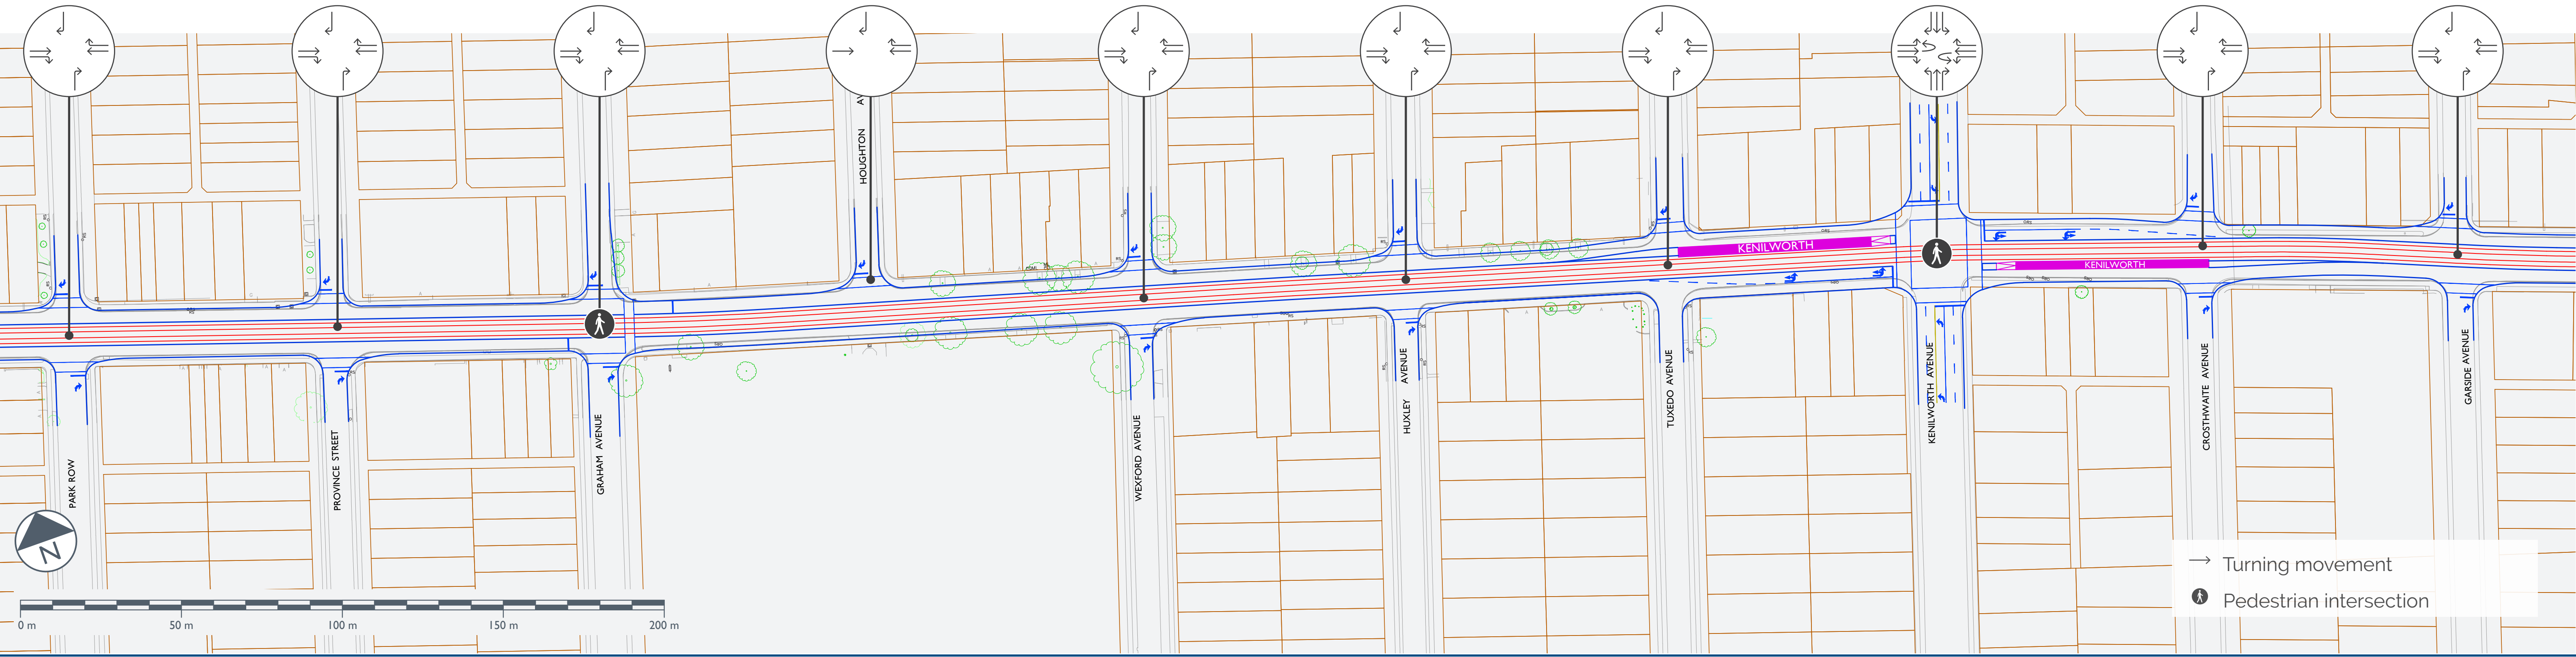 HOUGHTON
AV
KENILWORTH
KENILWORTH
PARK ROW
PROVINCE STREET
GRAHAM AVENUE
WEXFORD AVENUE
HUXLEY AVENUE
TUXEDO AVENUE
KENILWORTH AVENUE
CROSTHWAITE AVENUE
GARSIDE AVENUE
N
0 m
50 m
100 m
150 m
200 m
Turning movement
Pedestrian intersection